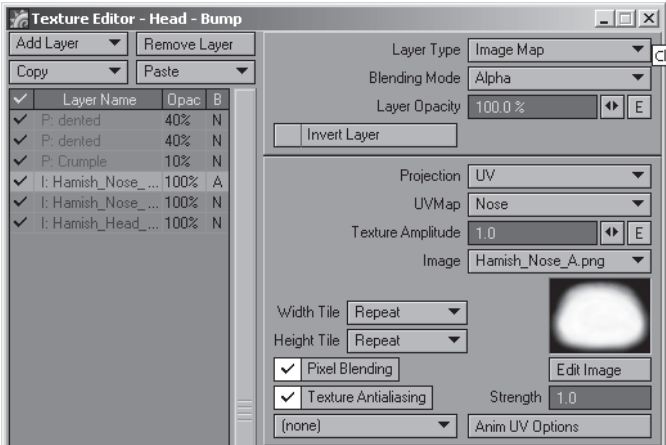 Texture Editor - Head - Bump
Add Layer Remove Layer
Copy Paste
Layer Name Opac B
P: dented 40% N
P: dented 40% N
P: Crumple 10% N
I: Hamish_Nose_ ... 100% A
I: Hamish_Nose_ ... 100% N
I: Hamish_Head_ ... 100% N
Layer Type Image Map
Blending Mode Alpha
Layer Opacity 100.0 % E
Invert Layer
Projection UV
UVMap Nose
Texture Amplitude 1.0 E
Image Hamish_Nose_A.png
Width Tile Repeat
Height Tile Repeat
Pixel Blending Edit Image
Texture Antialiasing Strength 1.0
(none) Anim UV Options